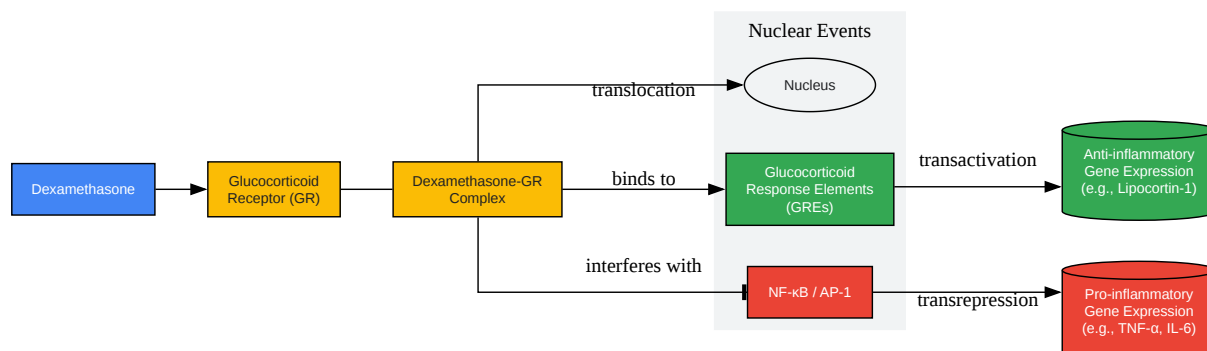 Nuclear Events
translocation
Nucleus
Dexamethasone
Glucocorticoid
Receptor (GR)
Dexamethasone-GR
Complex
binds to
Glucocorticoid
Response Elements
(GREs)
transactivation
Anti-inflammatory
Gene Expression
(e.g., Lipocortin-1)
interferes with
NF-κB / AP-1
transrepression
Pro-inflammatory
Gene Expression
(e.g., TNF-α, IL-6)